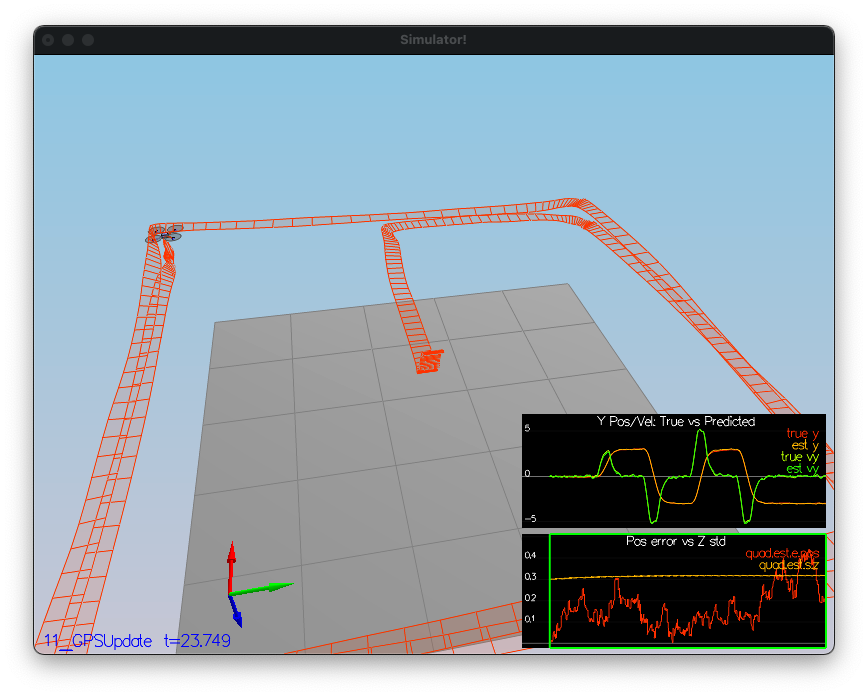 Simulator!
Y Pos/Vel: True vs Predicted
5
true y
est y
true vy
0
est vy
-5
Pos error vs Z std
0.4
quad.est.e.pos
quad.est.s.z
0.3
0.2
0.1
11_GPSUpdate t=23.749